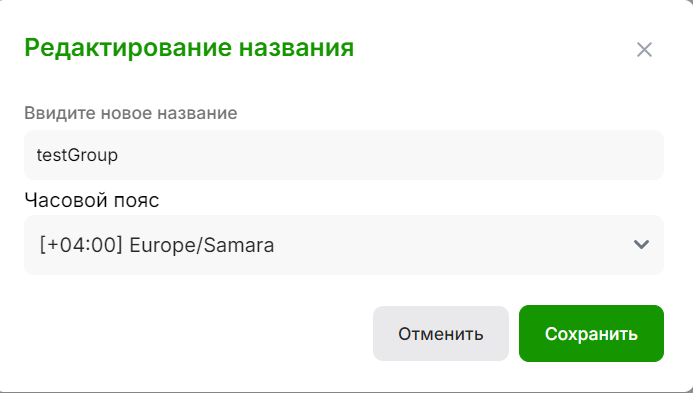 Редактирование названия
Ввидите новое название
testGroup
Часовой пояс
[+04:00] Europe/Samara
Отменить
Сохранить